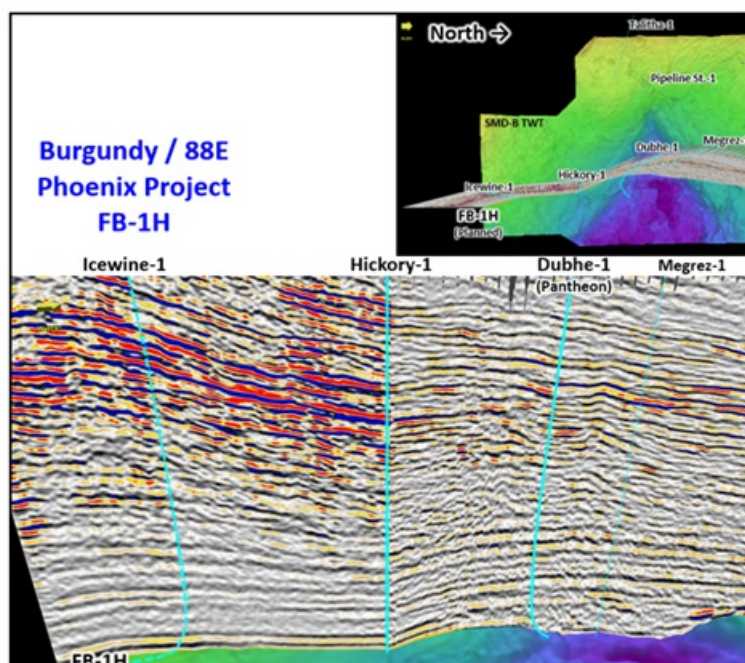 Burgundy / 88E
Phoenix Project
FB-1H
North →
Talitha-1
Pipeline St.-1
SMD-B TWT
Megrez-
Dubhe-1
Hickory-1
Icewine-1
FB-1H
(Planned)
Icewine-1
Hickory-1
Dubhe-1
(Pantheon)
Megrez-1
FB-1H